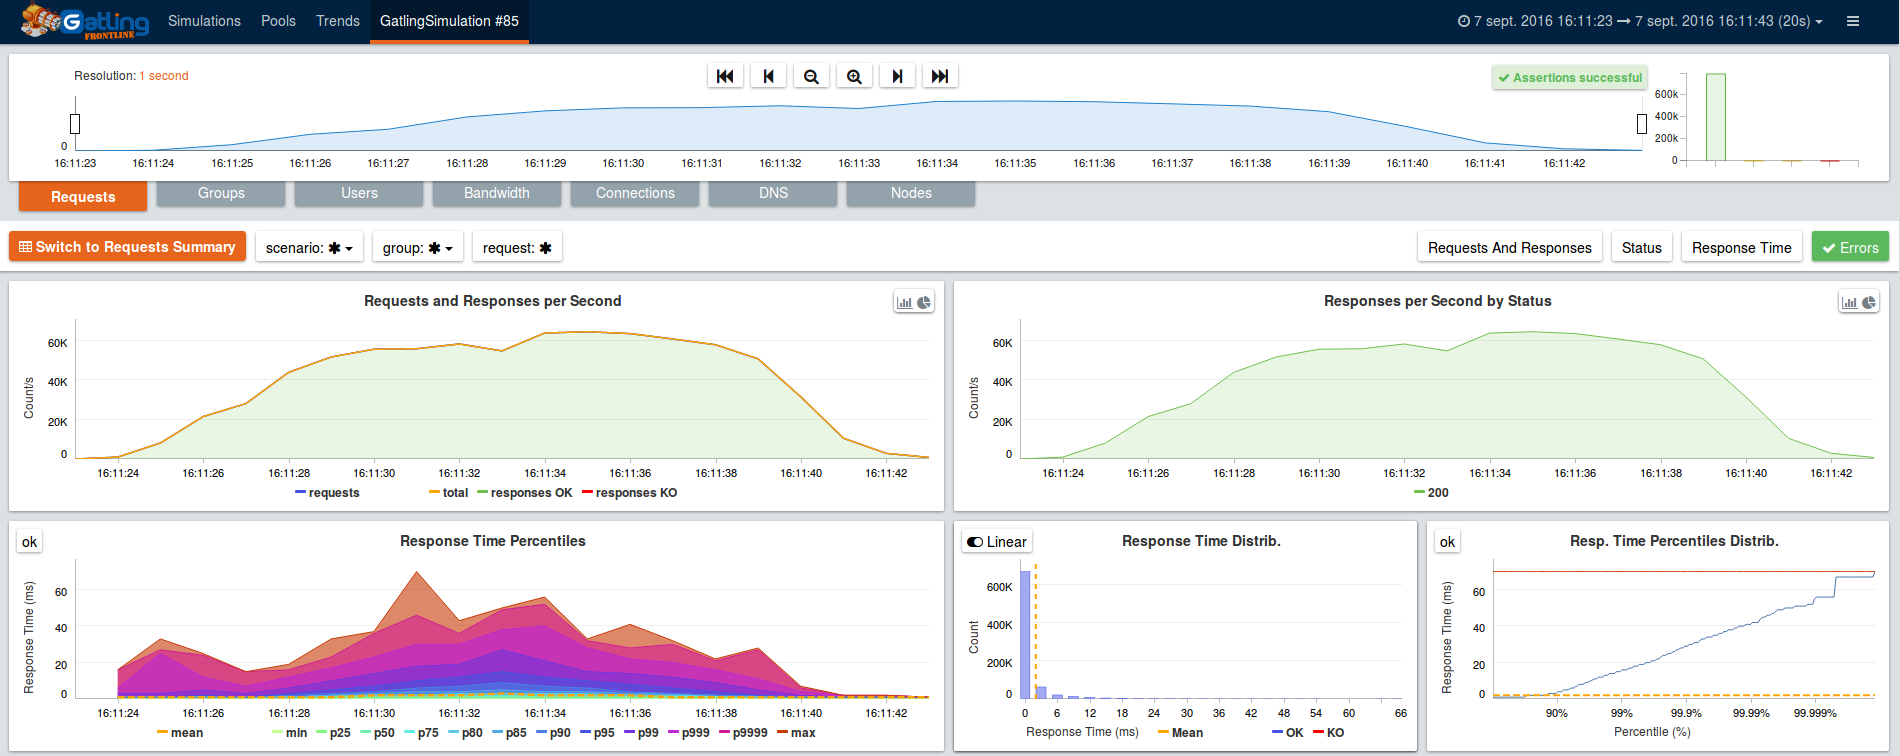 Gatling FRONTLINE Simulations Pools Trends GatlingSimulation #85 7 sept. 2016 16:11:23 → 7 sept. 2016 16:11:43 (20s)
Resolution: 1 second
✔ Assertions successful
600k
400k
200k
0
0
16:11:23 16:11:24 16:11:25 16:11:26 16:11:27 16:11:28 16:11:29 16:11:30 16:11:31 16:11:32 16:11:33 16:11:34 16:11:35 16:11:36 16:11:37 16:11:38 16:11:39 16:11:40 16:11:41 16:11:42
Requests Groups Users Bandwidth Connections DNS Nodes
Switch to Requests Summary scenario: ✱ group: ✱ request: ✱ Requests And Responses Status Response Time ✔ Errors
Requests and Responses per Second
Count/s
60K
40K
20K
0
16:11:24 16:11:26 16:11:28 16:11:30 16:11:32 16:11:34 16:11:36 16:11:38 16:11:40 16:11:42
requests total responses OK responses KO
Responses per Second by Status
Count/s
60K
40K
20K
0
16:11:24 16:11:26 16:11:28 16:11:30 16:11:32 16:11:34 16:11:36 16:11:38 16:11:40 16:11:42
200
ok
Response Time Percentiles
Response Time (ms)
60
40
20
0
16:11:24 16:11:26 16:11:28 16:11:30 16:11:32 16:11:34 16:11:36 16:11:38 16:11:40 16:11:42
mean min p25 p50 p75 p80 p85 p90 p95 p99 p999 p9999 max
Linear
Response Time Distrib.
Count
600K
400K
200K
0
0 6 12 18 24 30 36 42 48 54 60 66
Response Time (ms) Mean OK KO
ok
Resp. Time Percentiles Distrib.
Response Time (ms)
60
40
20
0
90% 99% 99.9% 99.99% 99.999%
Percentile (%)